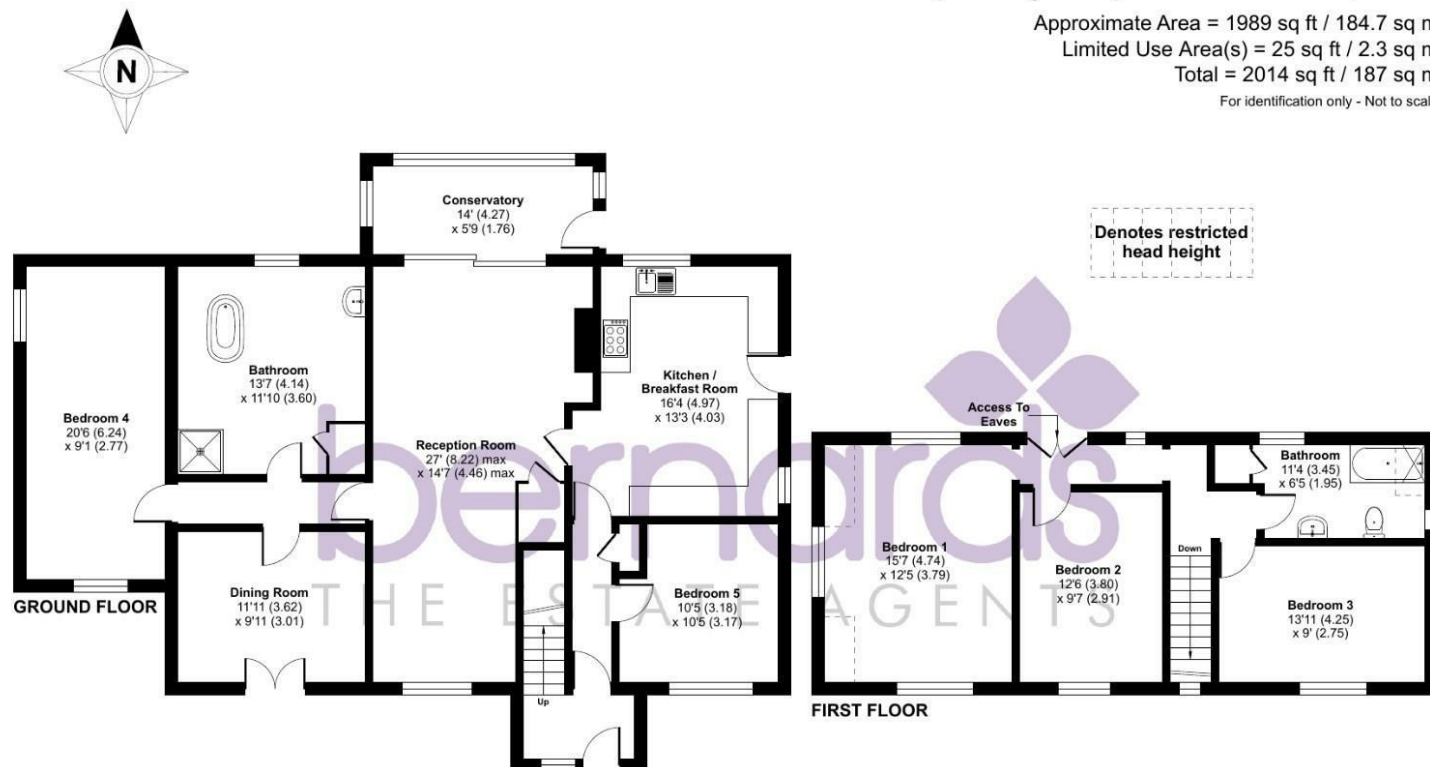 Approximate Area = 1989 sq ft / 184.7 sq m
Limited Use Area(s) = 25 sq ft / 2.3 sq m
Total = 2014 sq ft / 187 sq m
For identification only - Not to scal
N
Conservatory
14' (4.27)
x 5'9 (1.76)
Denotes restricted
head height
Bathroom
13'7 (4.14)
x 11'10 (3.60)
Kitchen /
Breakfast Room
16'4 (4.97)
x 13'3 (4.03)
Bedroom 4
20'6 (6.24)
x 9'1 (2.77)
Reception Room
27' (8.22) max
x 14'7 (4.46) max
Access To
Eaves
Bathroom
11'4 (3.45)
x 6'5 (1.95)
bernards
THE ESTATE AGENTS
Bedroom 1
15'7 (4.74)
x 12'5 (3.79)
Down
Bedroom 2
12'6 (3.80)
x 9'7 (2.91)
Dining Room
11'11 (3.62)
x 9'11 (3.01)
Bedroom 5
10'5 (3.18)
x 10'5 (3.17)
Bedroom 3
13'11 (4.25)
x 9' (2.75)
GROUND FLOOR
Up
FIRST FLOOR